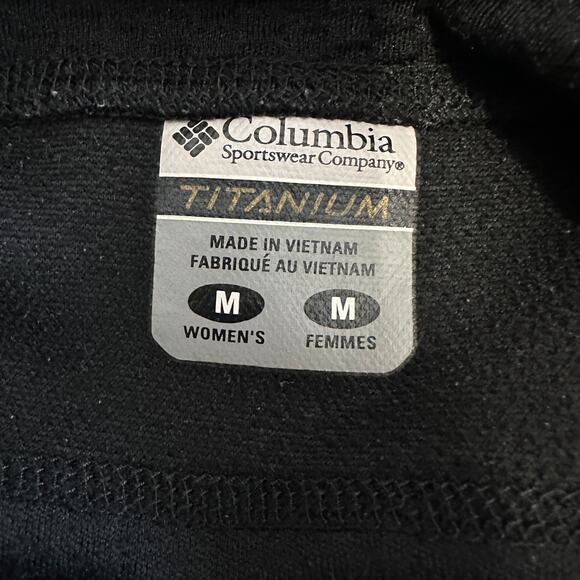 Columbia
Sportswear Company®
TITANIUM
MADE IN VIETNAM
FABRIQUÉ AU VIETNAM
M M
WOMEN'S FEMMES